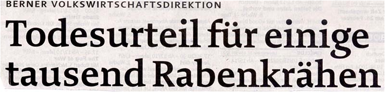 BERNER VOLKSWIRTSCHAFTSDIREKTION
Todesurteil für einige
tausend Rabenkrähen